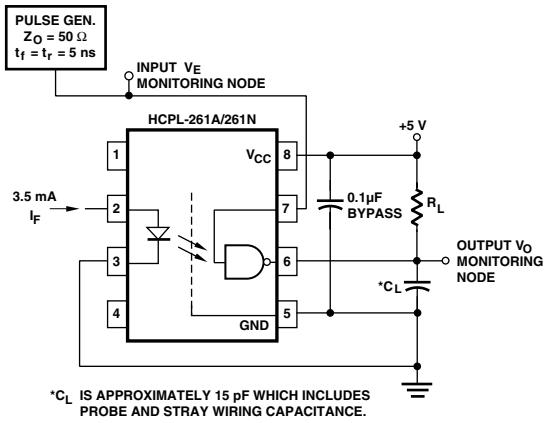 PULSE GEN.
Z_O = 50 Ω
t_f = t_r = 5 ns
INPUT V_E
MONITORING NODE
HCPL-261A/261N
+5 V
1
V_CC
8
3.5 mA
I_F
2
7
0.1µF
BYPASS
R_L
3
6
OUTPUT V_O
MONITORING
NODE
*C_L
4
5
GND
*C_L IS APPROXIMATELY 15 pF WHICH INCLUDES
PROBE AND STRAY WIRING CAPACITANCE.